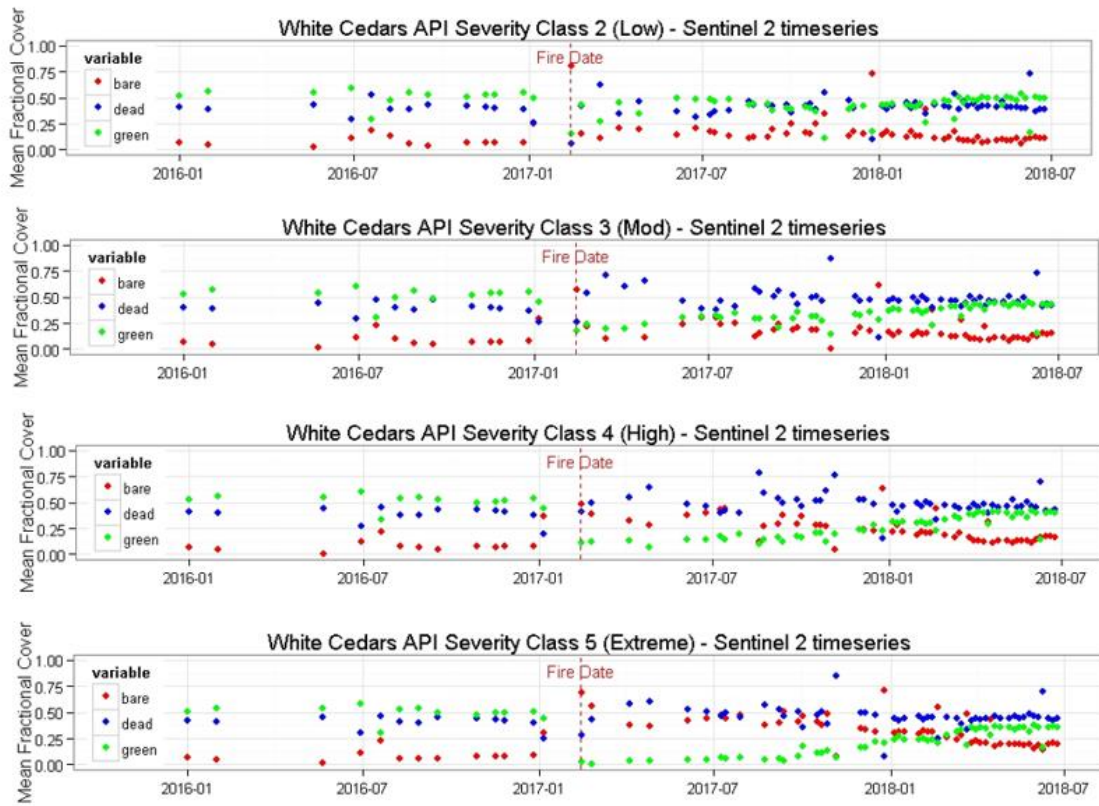 White Cedars API Severity Class 2 (Low) - Sentinel 2 timeseries
Mean Fractional Cover
1.00
0.75
0.50
0.25
0.00
variable
bare
dead
green
Fire Date
2016-01 2016-07 2017-01 2017-07 2018-01 2018-07
White Cedars API Severity Class 3 (Mod) - Sentinel 2 timeseries
Mean Fractional Cover
1.00
0.75
0.50
0.25
0.00
variable
bare
dead
green
Fire Date
2016-01 2016-07 2017-01 2017-07 2018-01 2018-07
White Cedars API Severity Class 4 (High) - Sentinel 2 timeseries
Mean Fractional Cover
1.00
0.75
0.50
0.25
0.00
variable
bare
dead
green
Fire Date
2016-01 2016-07 2017-01 2017-07 2018-01 2018-07
White Cedars API Severity Class 5 (Extreme) - Sentinel 2 timeseries
Mean Fractional Cover
1.00
0.75
0.50
0.25
0.00
variable
bare
dead
green
Fire Date
2016-01 2016-07 2017-01 2017-07 2018-01 2018-07